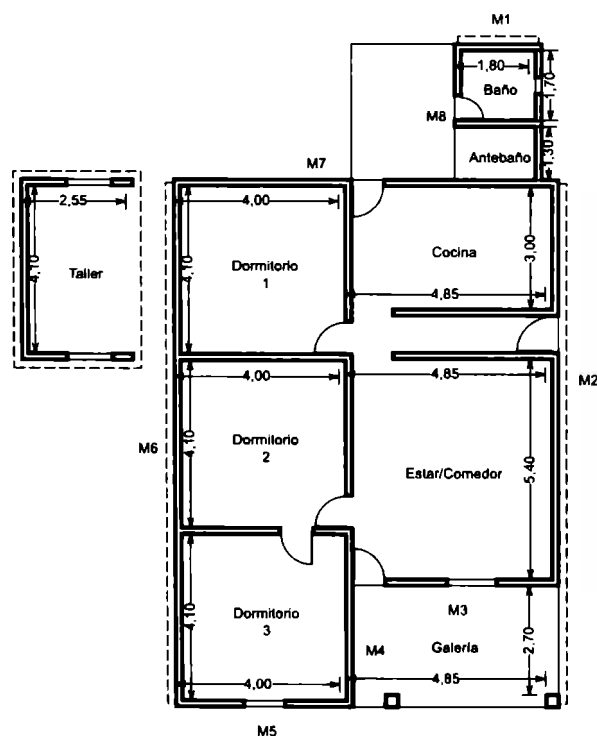 M1
1,80
Baño
1,70
M8
Antebaño
1,30
M7
2,55
4,10
Taller
4,00
4,10
Dormitorio
1
Cocina
3,00
4,85
4,00
4,85
M2
M6
4,10
Dormitorio
2
Estar/Comedor
5,40
4,10
Dormitorio
3
M3
M4
Galería
2,70
4,00
4,85
M5